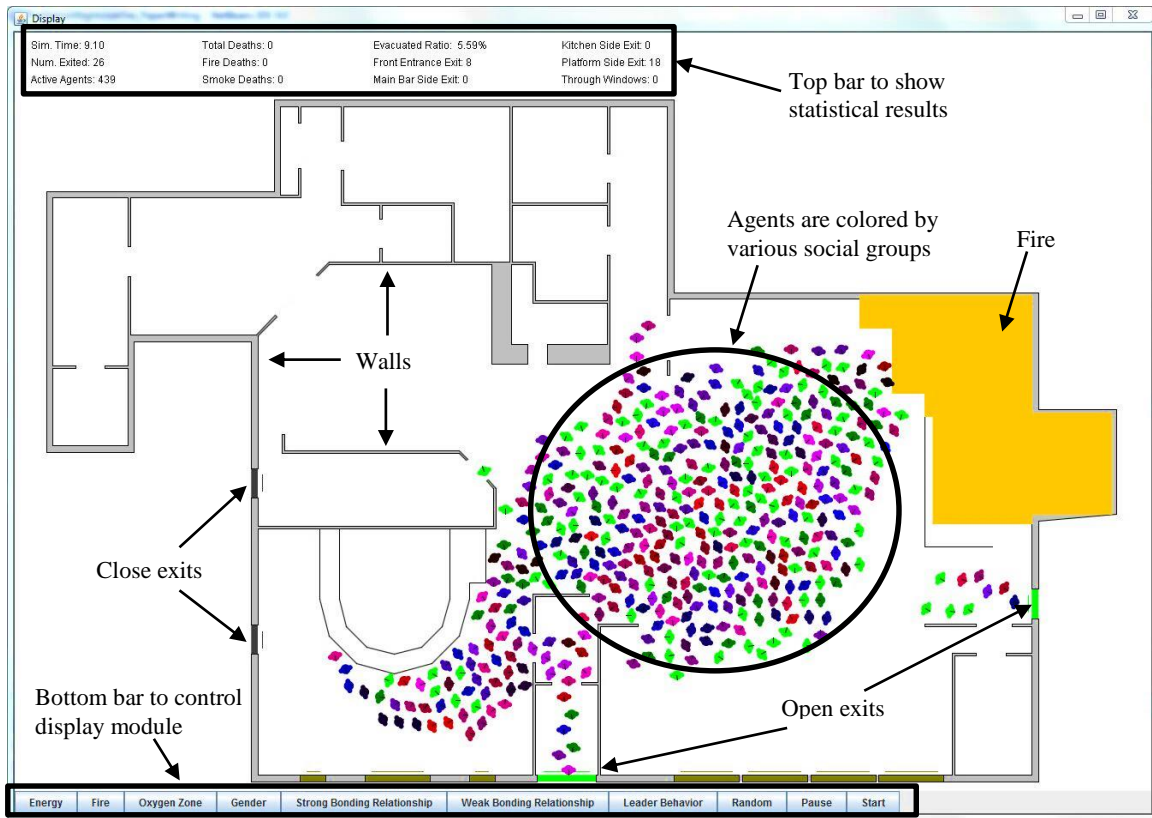 Display
Sim. Time: 9.10 Total Deaths: 0 Evacuated Ratio: 5.59% Kitchen Side Exit: 0
Num. Exited: 26 Fire Deaths: 0 Front Entrance Exit: 8 Platform Side Exit: 18
Active Agents: 439 Smoke Deaths: 0 Main Bar Side Exit: 0 Through Windows: 0
Top bar to show
statistical results
Agents are colored by
various social groups
Fire
Walls
Close exits
Bottom bar to control
display module
Open exits
Energy Fire Oxygen Zone Gender Strong Bonding Relationship Weak Bonding Relationship Leader Behavior Random Pause Start